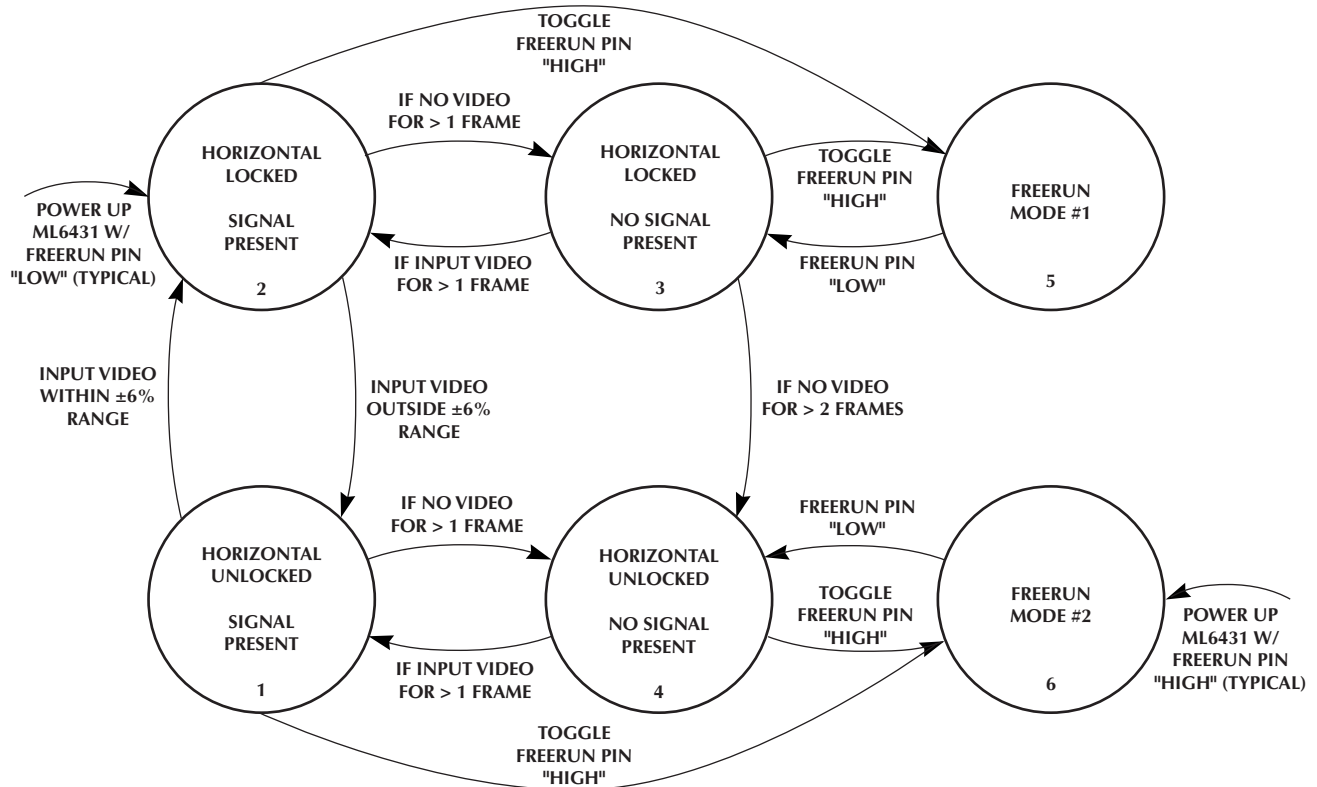 TOGGLE
FREERUN PIN
"HIGH"
IF NO VIDEO
FOR > 1 FRAME
HORIZONTAL
LOCKED
SIGNAL
PRESENT
2
HORIZONTAL
LOCKED
NO SIGNAL
PRESENT
3
TOGGLE
FREERUN PIN
"HIGH"
FREERUN
MODE #1
5
POWER UP
ML6431 W/
FREERUN PIN
"LOW" (TYPICAL)
IF INPUT VIDEO
FOR > 1 FRAME
FREERUN PIN
"LOW"
INPUT VIDEO
WITHIN ±6%
RANGE
INPUT VIDEO
OUTSIDE ±6%
RANGE
IF NO VIDEO
FOR > 2 FRAMES
IF NO VIDEO
FOR > 1 FRAME
FREERUN PIN
"LOW"
HORIZONTAL
UNLOCKED
SIGNAL
PRESENT
1
HORIZONTAL
UNLOCKED
NO SIGNAL
PRESENT
4
TOGGLE
FREERUN PIN
"HIGH"
FREERUN
MODE #2
6
POWER UP
ML6431 W/
FREERUN PIN
"HIGH" (TYPICAL)
IF INPUT VIDEO
FOR > 1 FRAME
TOGGLE
FREERUN PIN
"HIGH"